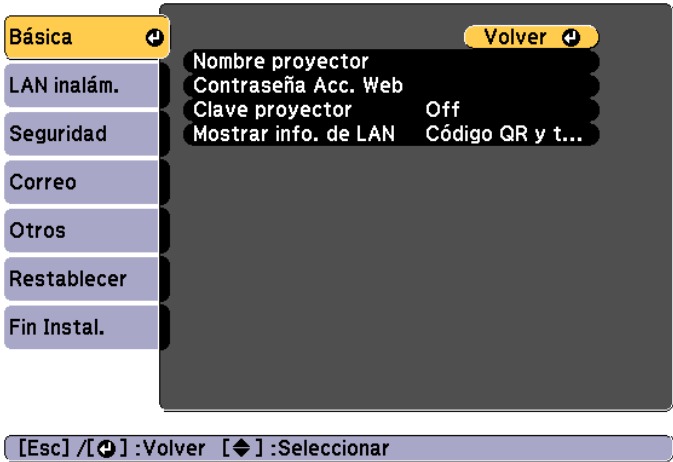 Básica
LAN inalám.
Seguridad
Correo
Otros
Restablecer
Fin Instal.
Volver
Nombre proyector
Contraseña Acc. Web
Clave proyector Off
Mostrar info. de LAN Código QR y t...
[Esc] /[ ] :Volver [ ] :Seleccionar